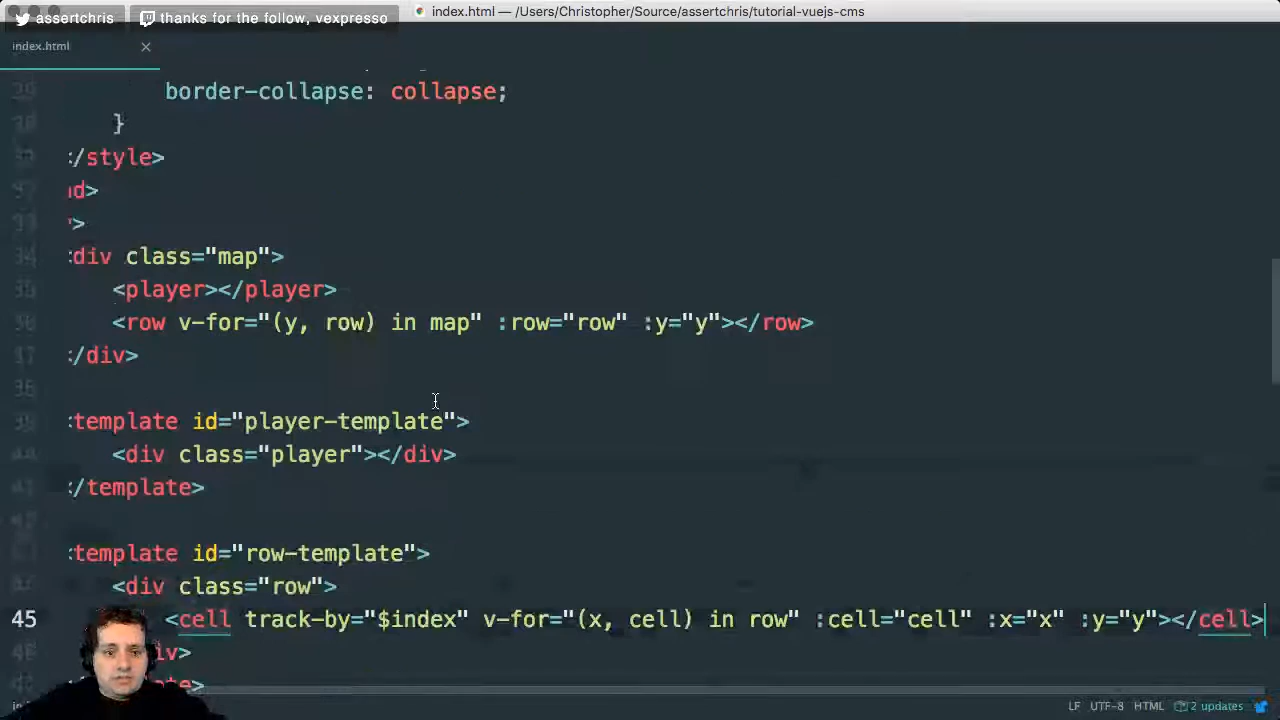 assertchris
thanks for the follow, vexpresso
index.html — /Users/Christopher/Source/assertchris/tutorial-vuejs-cms
index.html
border-collapse: collapse;
}
/style>
d>
>
div class="map">
<player></player>
<row v-for="(y, row) in map" :row="row" :y="y"></row>
/div>
template id="player-template">
<div class="player"></div>
/template>
template id="row-template">
<div class="row">
45 <cell track-by="$index" v-for="(x, cell) in row" :cell="cell" :x="x" :y="y"></cell>
iv>
LF UTF-8 HTML 2 updates